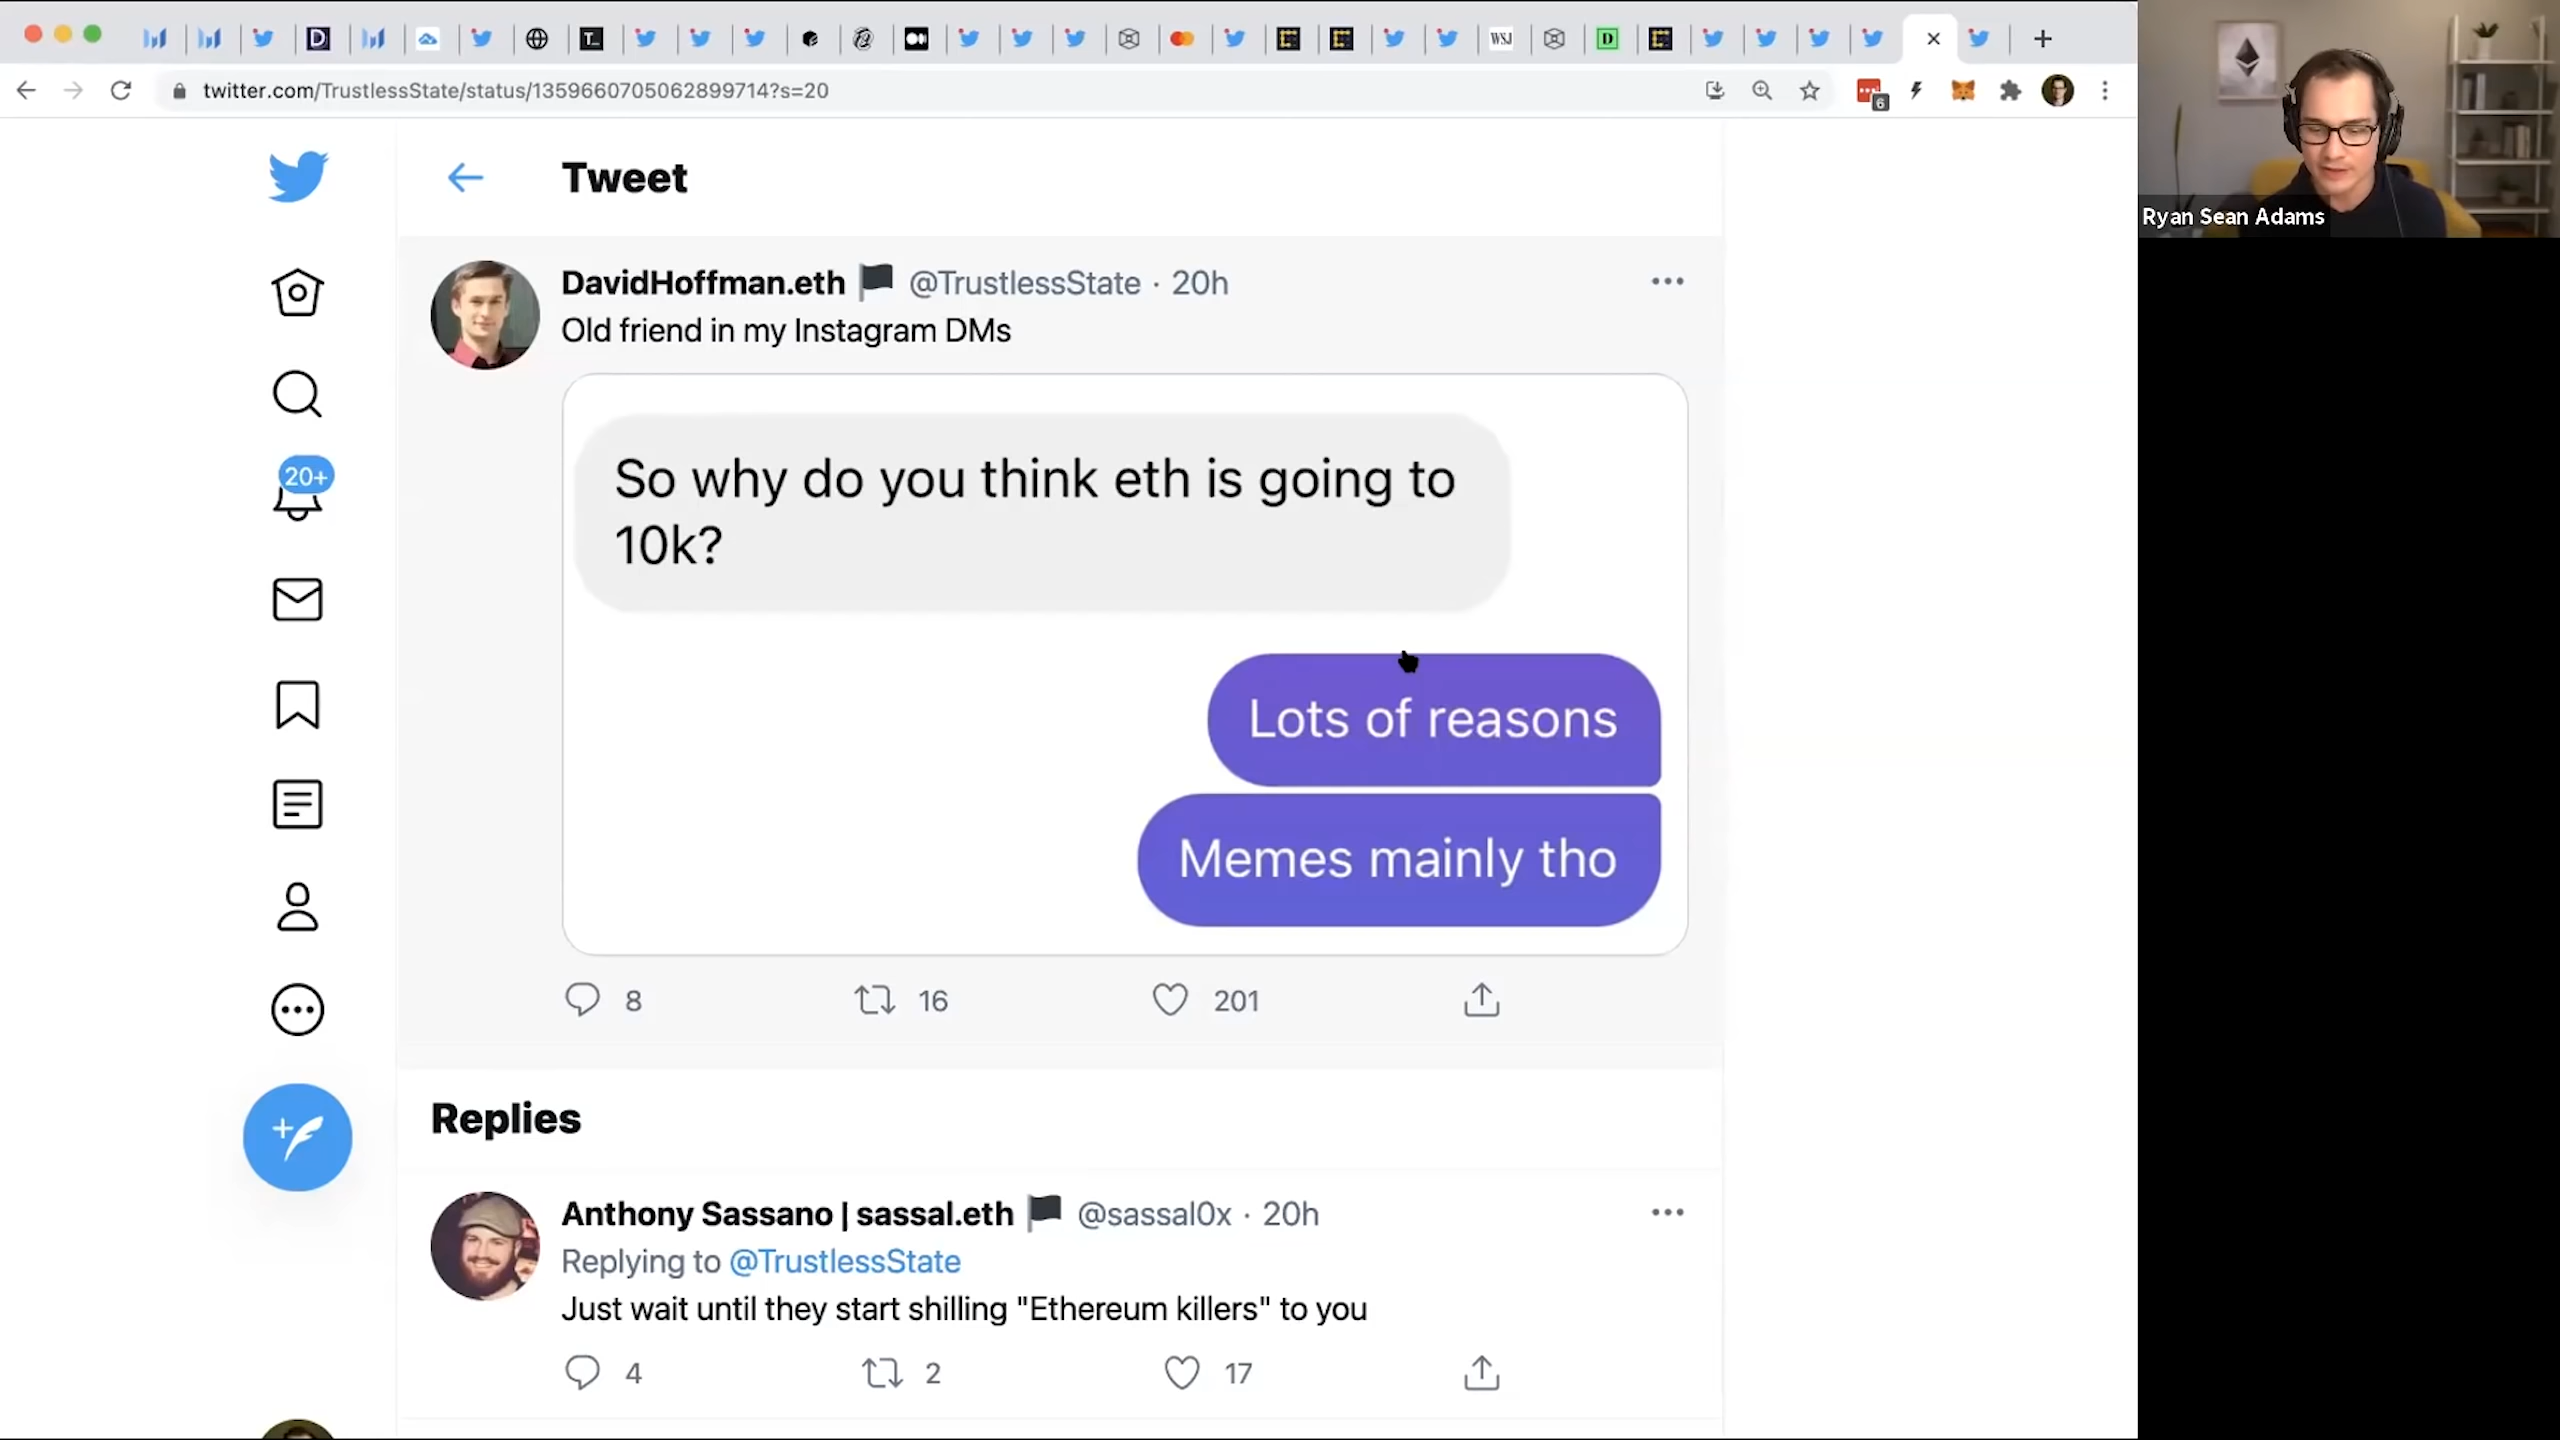 WSJ
D
twitter.com/TrustlessState/status/1359660705062899714?s=20
6
Ryan Sean Adams
Tweet
DavidHoffman.eth 🏴 @TrustlessState · 20h
Old friend in my Instagram DMs
So why do you think eth is going to
10k?
Lots of reasons
Memes mainly tho
8 16 201
20+
Replies
Anthony Sassano | sassal.eth 🏴 @sassal0x · 20h
Replying to @TrustlessState
Just wait until they start shilling "Ethereum killers" to you
4 2 17